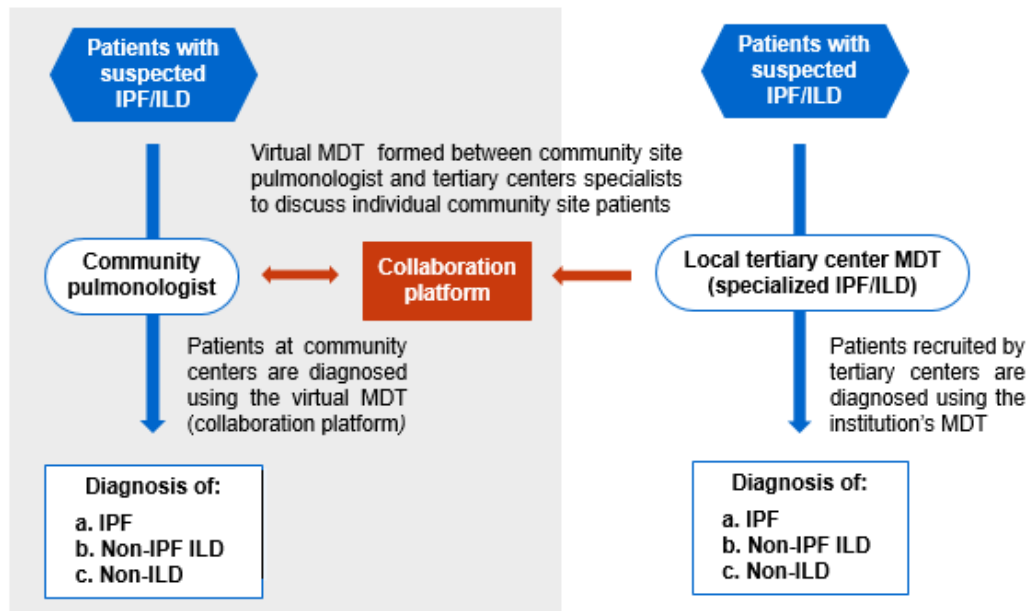 Patients with
suspected
IPF/ILD
Patients with
suspected
IPF/ILD
Virtual MDT formed between community site
pulmonologist and tertiary centers specialists
to discuss individual community site patients
Community
pulmonologist
Collaboration
platform
Local tertiary center MDT
(specialized IPF/ILD)
Patients at community
centers are diagnosed
using the virtual MDT
(collaboration platform)
Patients recruited by
tertiary centers are
diagnosed using the
institution's MDT
Diagnosis of:
a. IPF
b. Non-IPF ILD
c. Non-ILD
Diagnosis of:
a. IPF
b. Non-IPF ILD
c. Non-ILD